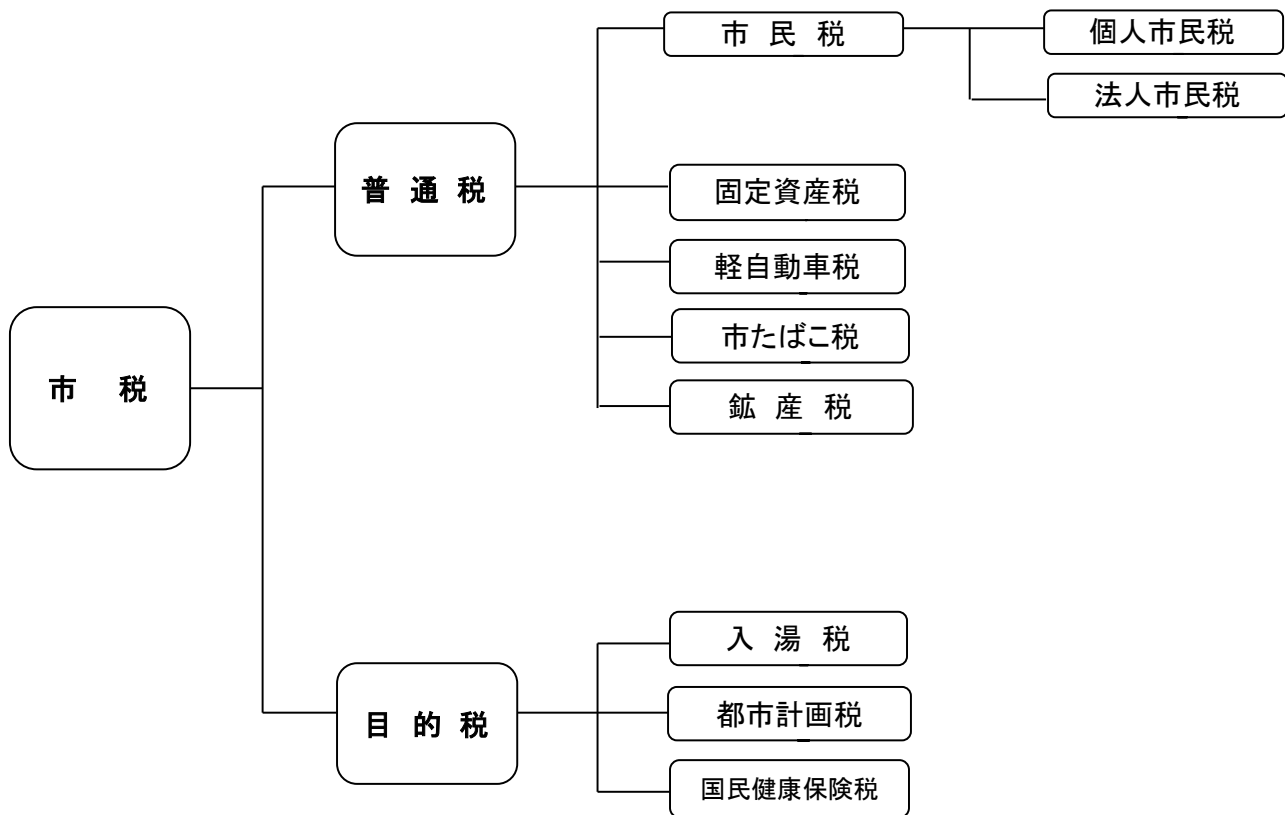 市 民 税
個人市民税
法人市民税
普 通 税
固定資産税
軽自動車税
市たばこ税
市 税
鉱 産 税
入 湯 税
目 的 税
都市計画税
国民健康保険税